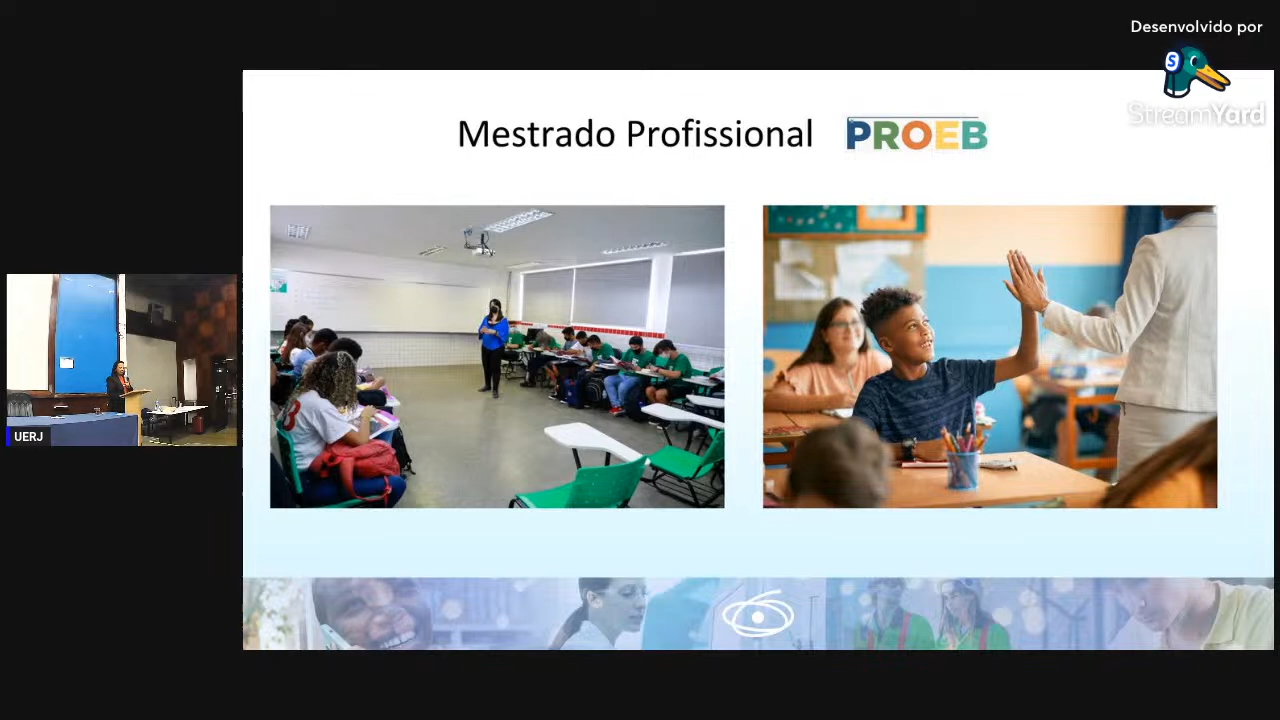 Desenvolvido por
S
StreamYard
Mestrado Profissional PROEB
UERJ